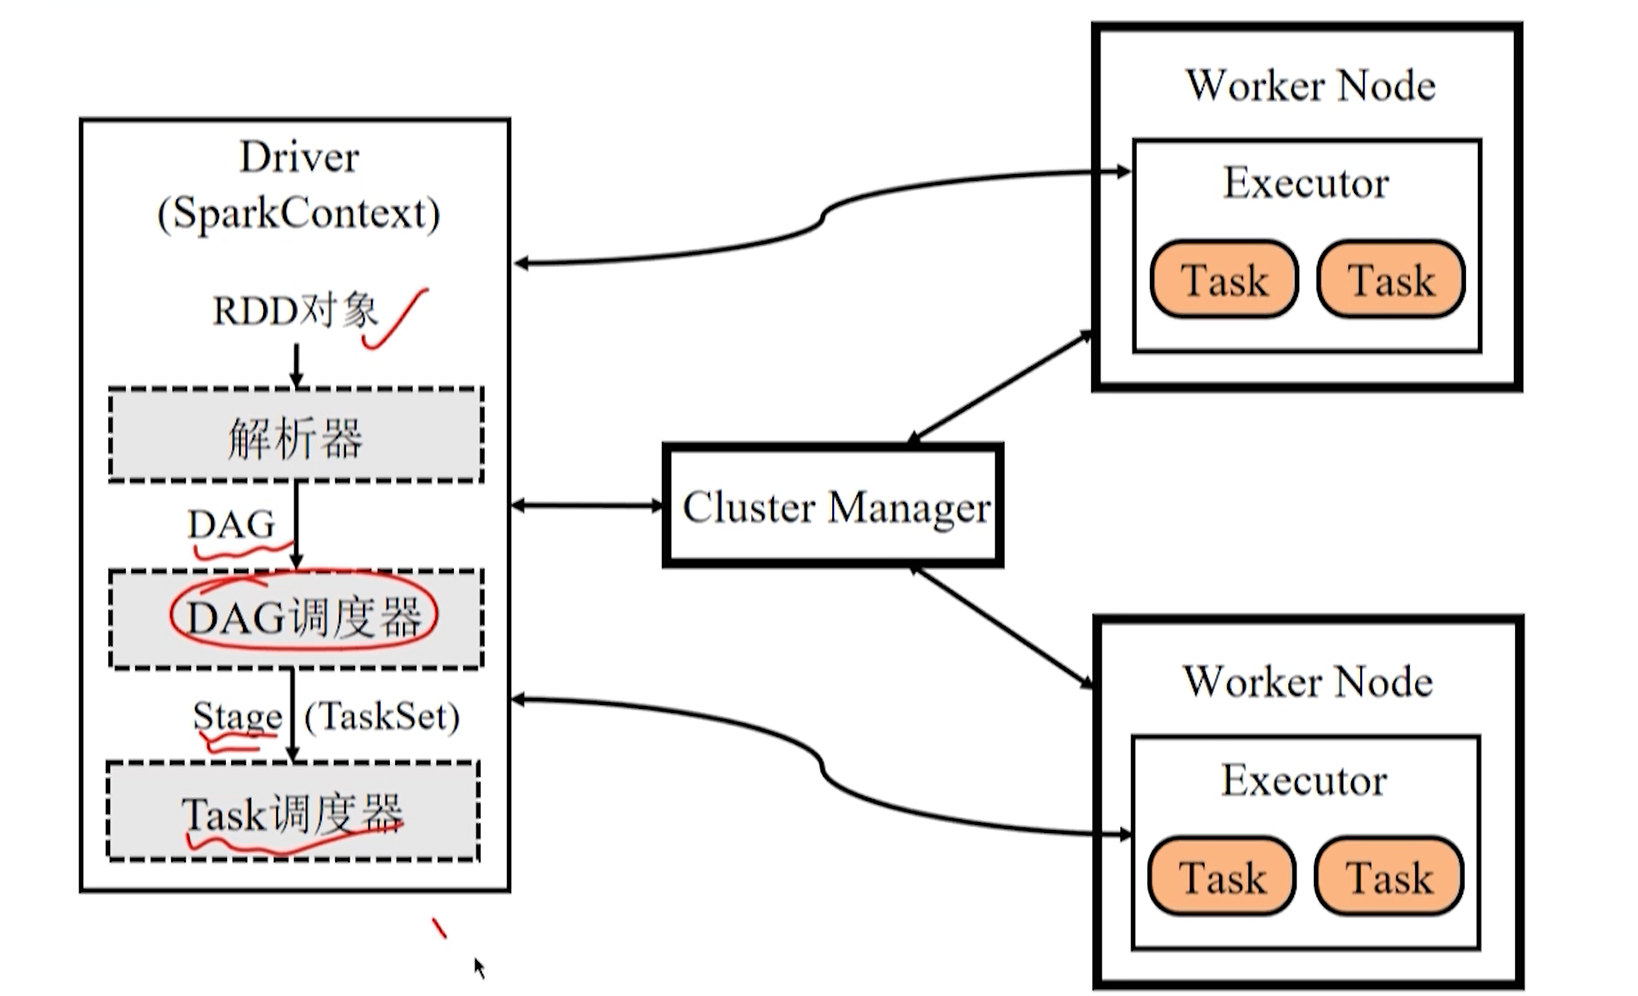 Driver
(SparkContext)
RDD对象
解析器
DAG
DAG调度器
Stage (TaskSet)
Task调度器
Cluster Manager
Worker Node
Executor
Task Task
Worker Node
Executor
Task Task